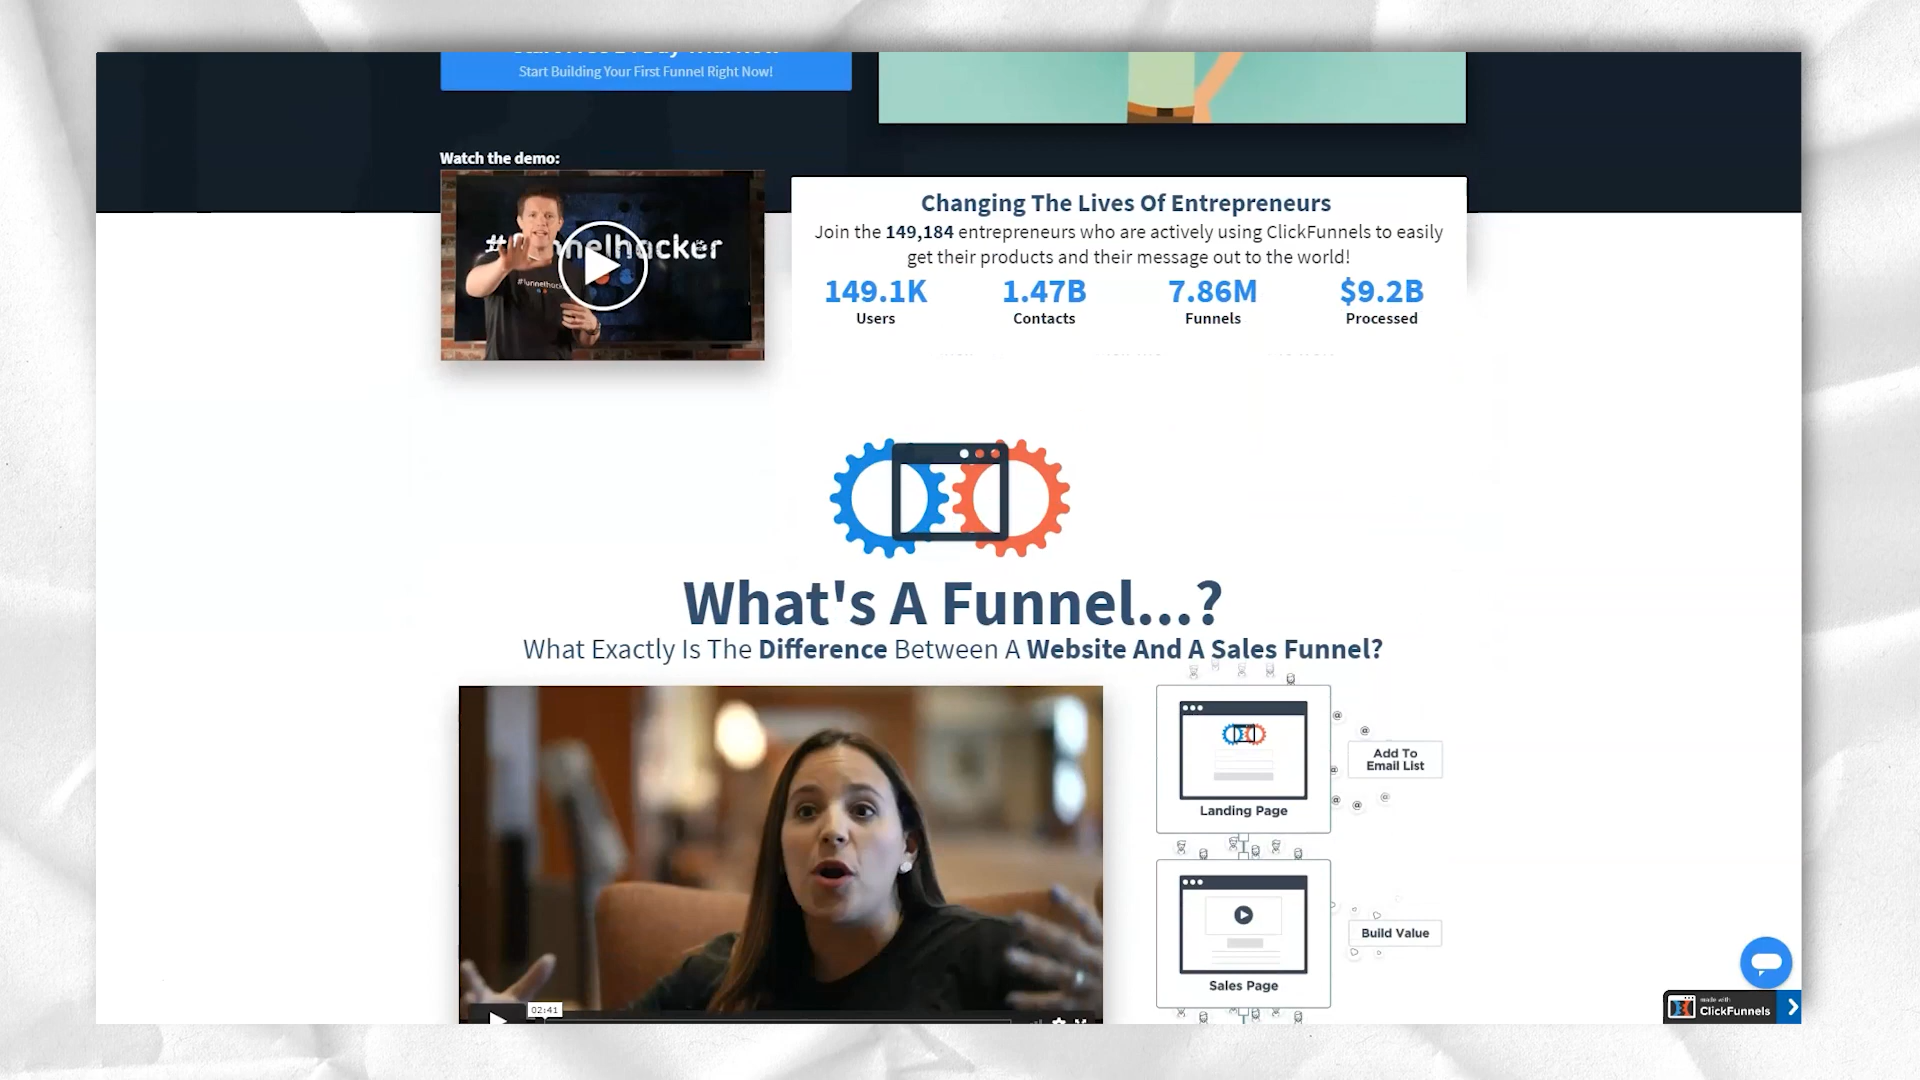 Start Building Your First Funnel Right Now!
Watch the demo:
Changing The Lives Of Entrepreneurs
Join the 149,184 entrepreneurs who are actively using ClickFunnels to easily
get their products and their message out to the world!
149.1K
1.47B
7.86M
$9.2B
Users
Contacts
Funnels
Processed
What's A Funnel...?
What Exactly Is The Difference Between A Website And A Sales Funnel?
Landing Page
Add To
Email List
Sales Page
Build Value
02:41
made with
ClickFunnels